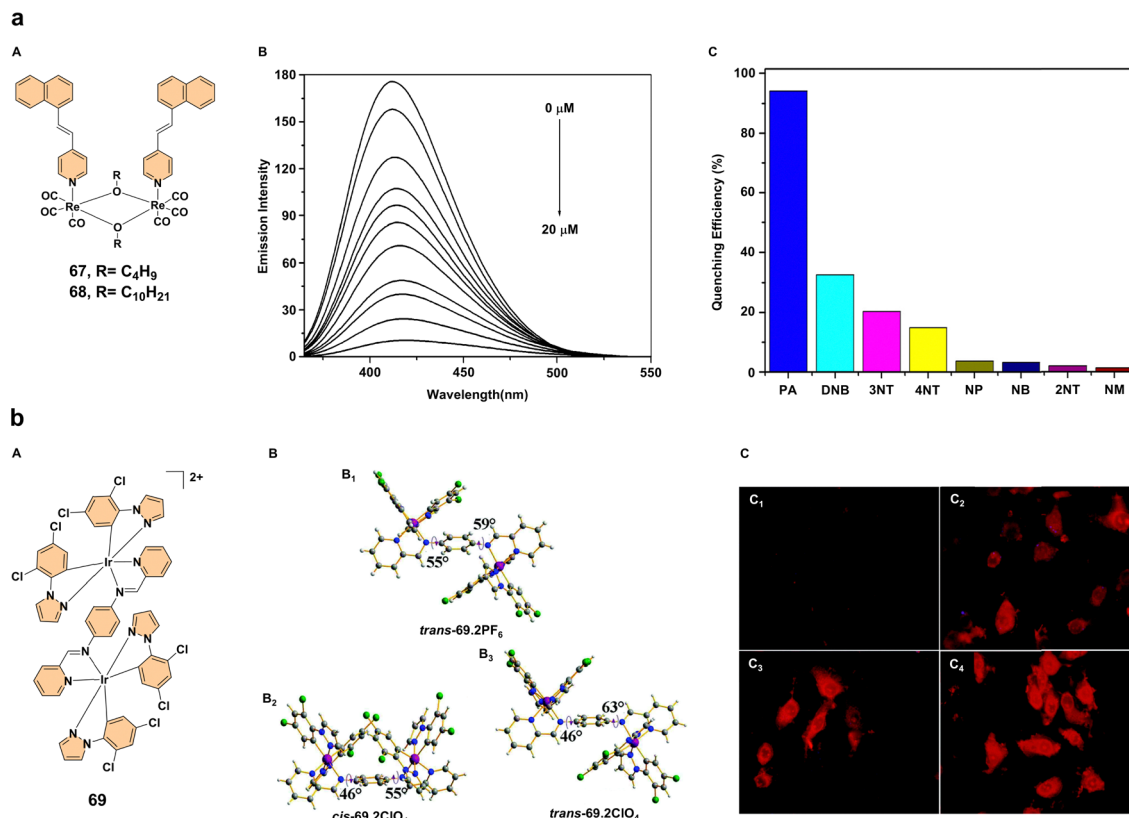 a
A
B
C
R
O
N
N
OC
OC
Re
CO
Re
CO
CO
CO
O
R
67, R= C4H9
68, R= C10H21
180
150
120
90
60
30
0
Emission Intensity
0 μM
20 μM
400
450
500
550
Wavelength(nm)
100
80
60
40
20
0
Quenching Efficiency (%)
PA
DNB
3NT
4NT
NP
NB
2NT
NM
b
A
B
C
2+
Cl
Cl
Cl
Cl
Cl
Cl
Cl
Cl
N
N
N
N
N
N
N
N
N
N
N
N
Ir
Ir
69
B1
59°
55°
trans-69.2PF6
B2
46°
55°
B3
63°
46°
trans-69.2ClO4
C1
C2
C3
C4